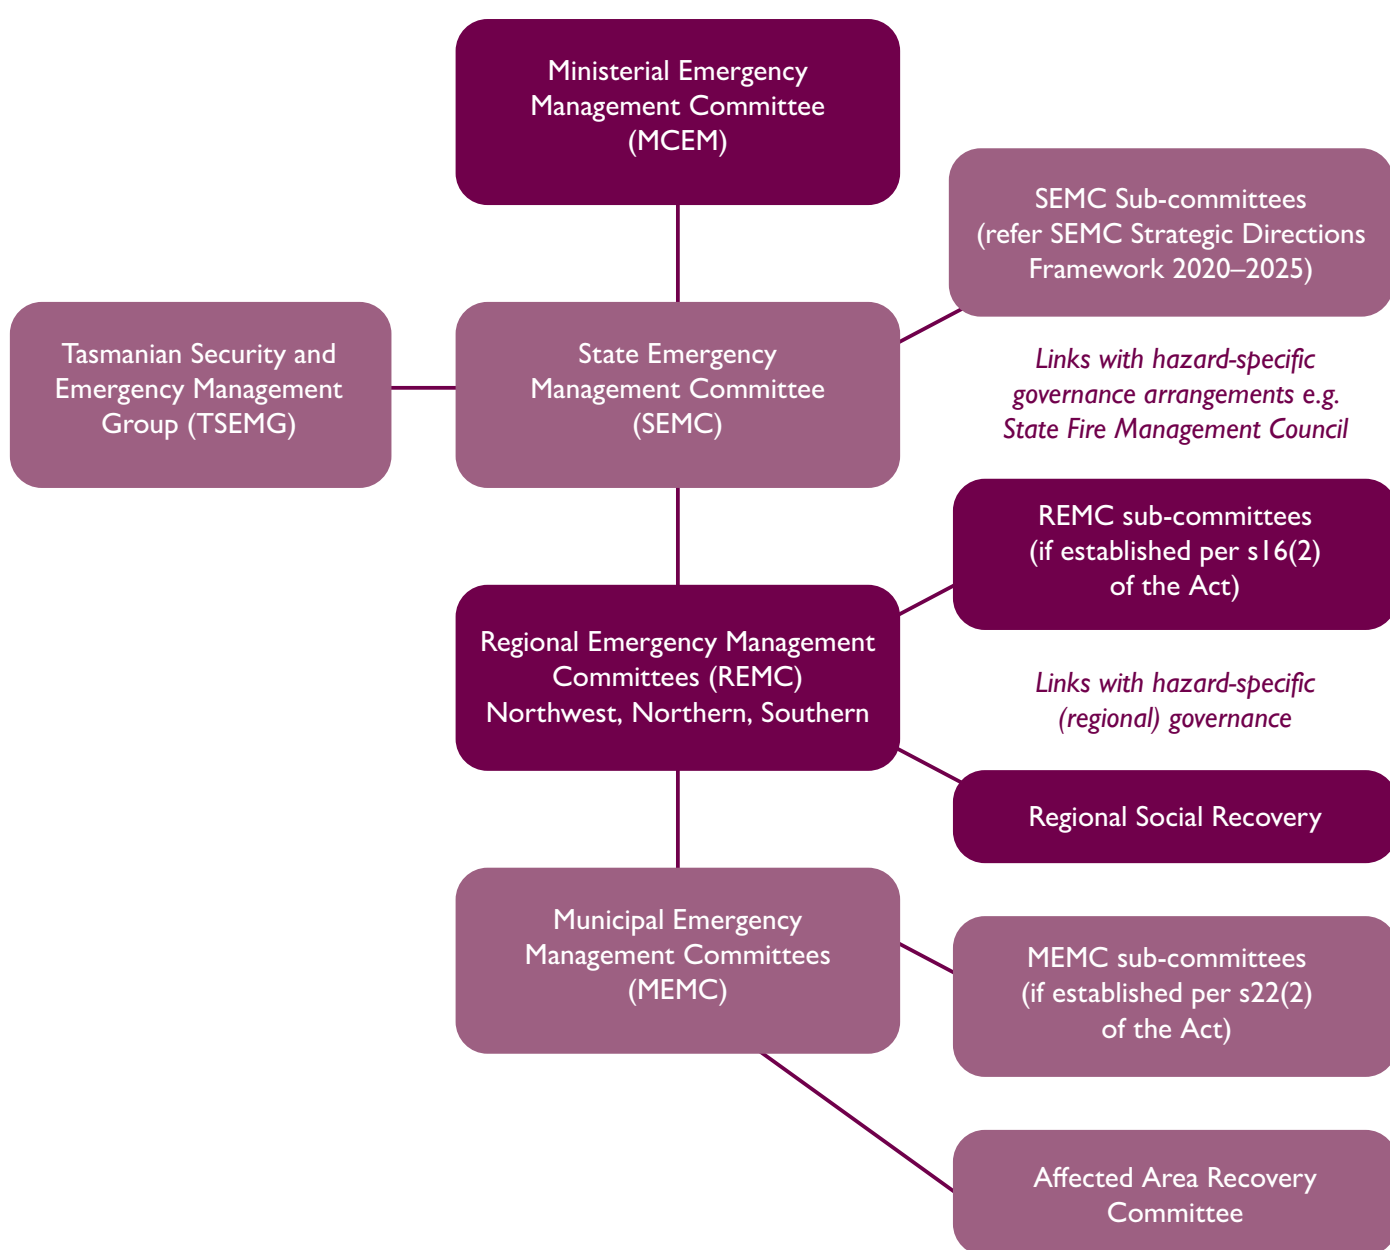 Ministerial Emergency
Management Committee
(MCEM)
SEMC Sub-committees
(refer SEMC Strategic Directions
Framework 2020–2025)
Tasmanian Security and
Emergency Management
Group (TSEMG)
State Emergency
Management Committee
(SEMC)
Links with hazard-specific
governance arrangements e.g.
State Fire Management Council
REMC sub-committees
(if established per s16(2)
of the Act)
Regional Emergency Management
Committees (REMC)
Northwest, Northern, Southern
Links with hazard-specific
(regional) governance
Regional Social Recovery
Municipal Emergency
Management Committees
(MEMC)
MEMC sub-committees
(if established per s22(2)
of the Act)
Affected Area Recovery
Committee